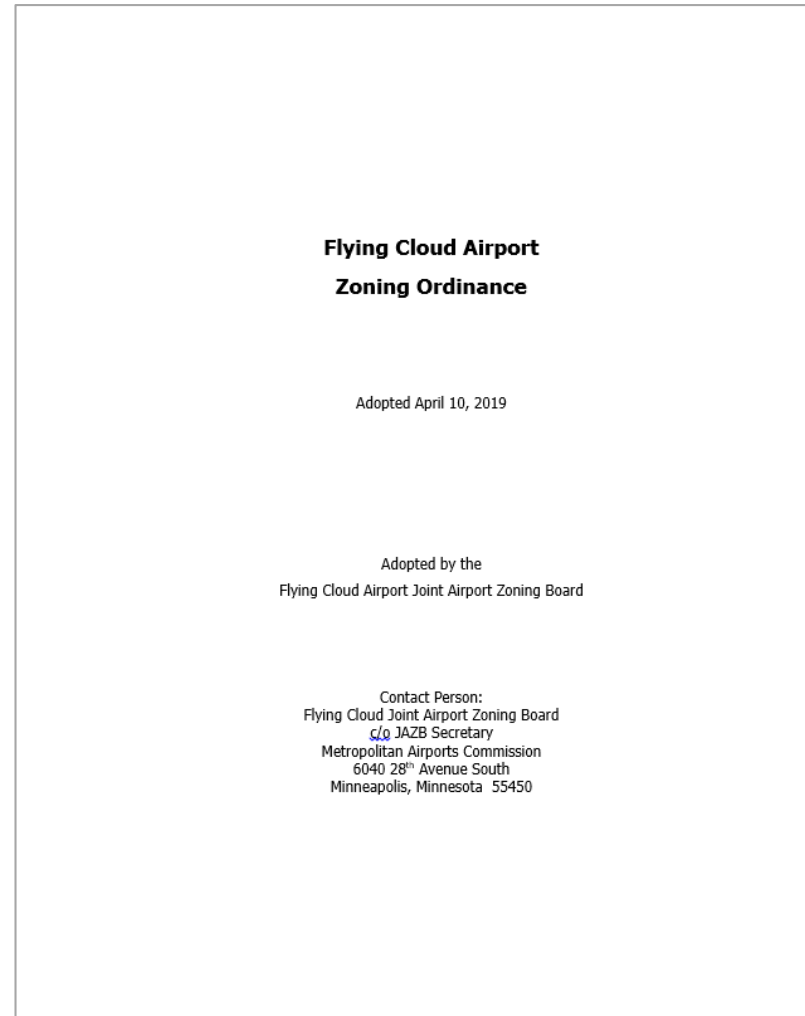 Flying Cloud Airport
Zoning Ordinance
Adopted April 10, 2019
Adopted by the
Flying Cloud Airport Joint Airport Zoning Board
Contact Person:
Flying Cloud Joint Airport Zoning Board
c/o JAZB Secretary
Metropolitan Airports Commission
6040 28th Avenue South
Minneapolis, Minnesota  55450